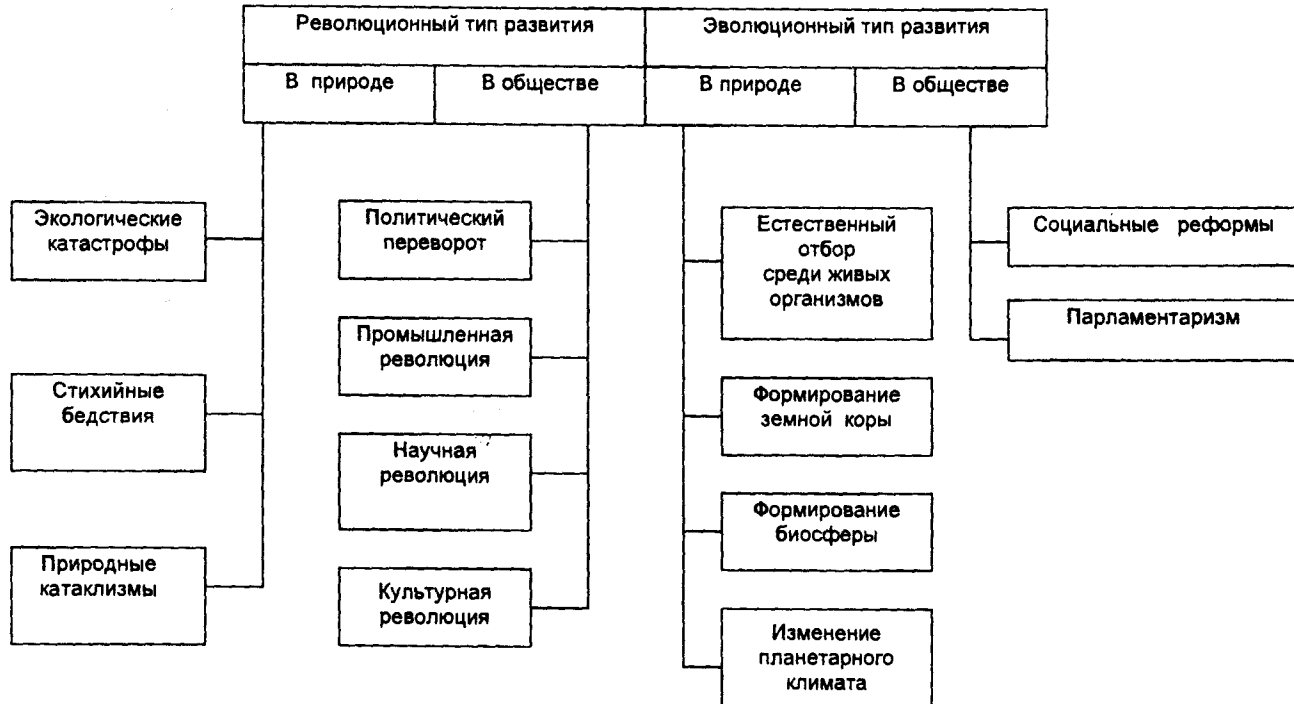 Революционный тип развития
Эволюционный тип развития
В природе
В обществе
В природе
В обществе
Экологические
катастрофы
Стихийные
бедствия
Природные
катаклизмы
Политический
переворот
Промышленная
революция
Научная
революция
Культурная
революция
Естественный
отбор
среди живых
организмов
Формирование
земной коры
Формирование
биосферы
Изменение
планетарного
климата
Социальные реформы
Парламентаризм